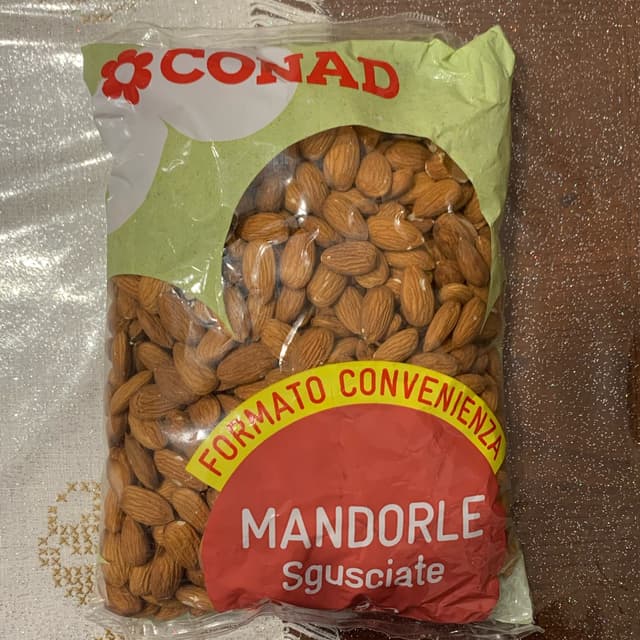 CONAD
FORMATO CONVENIENZA
MANDORLE
Sgusciate